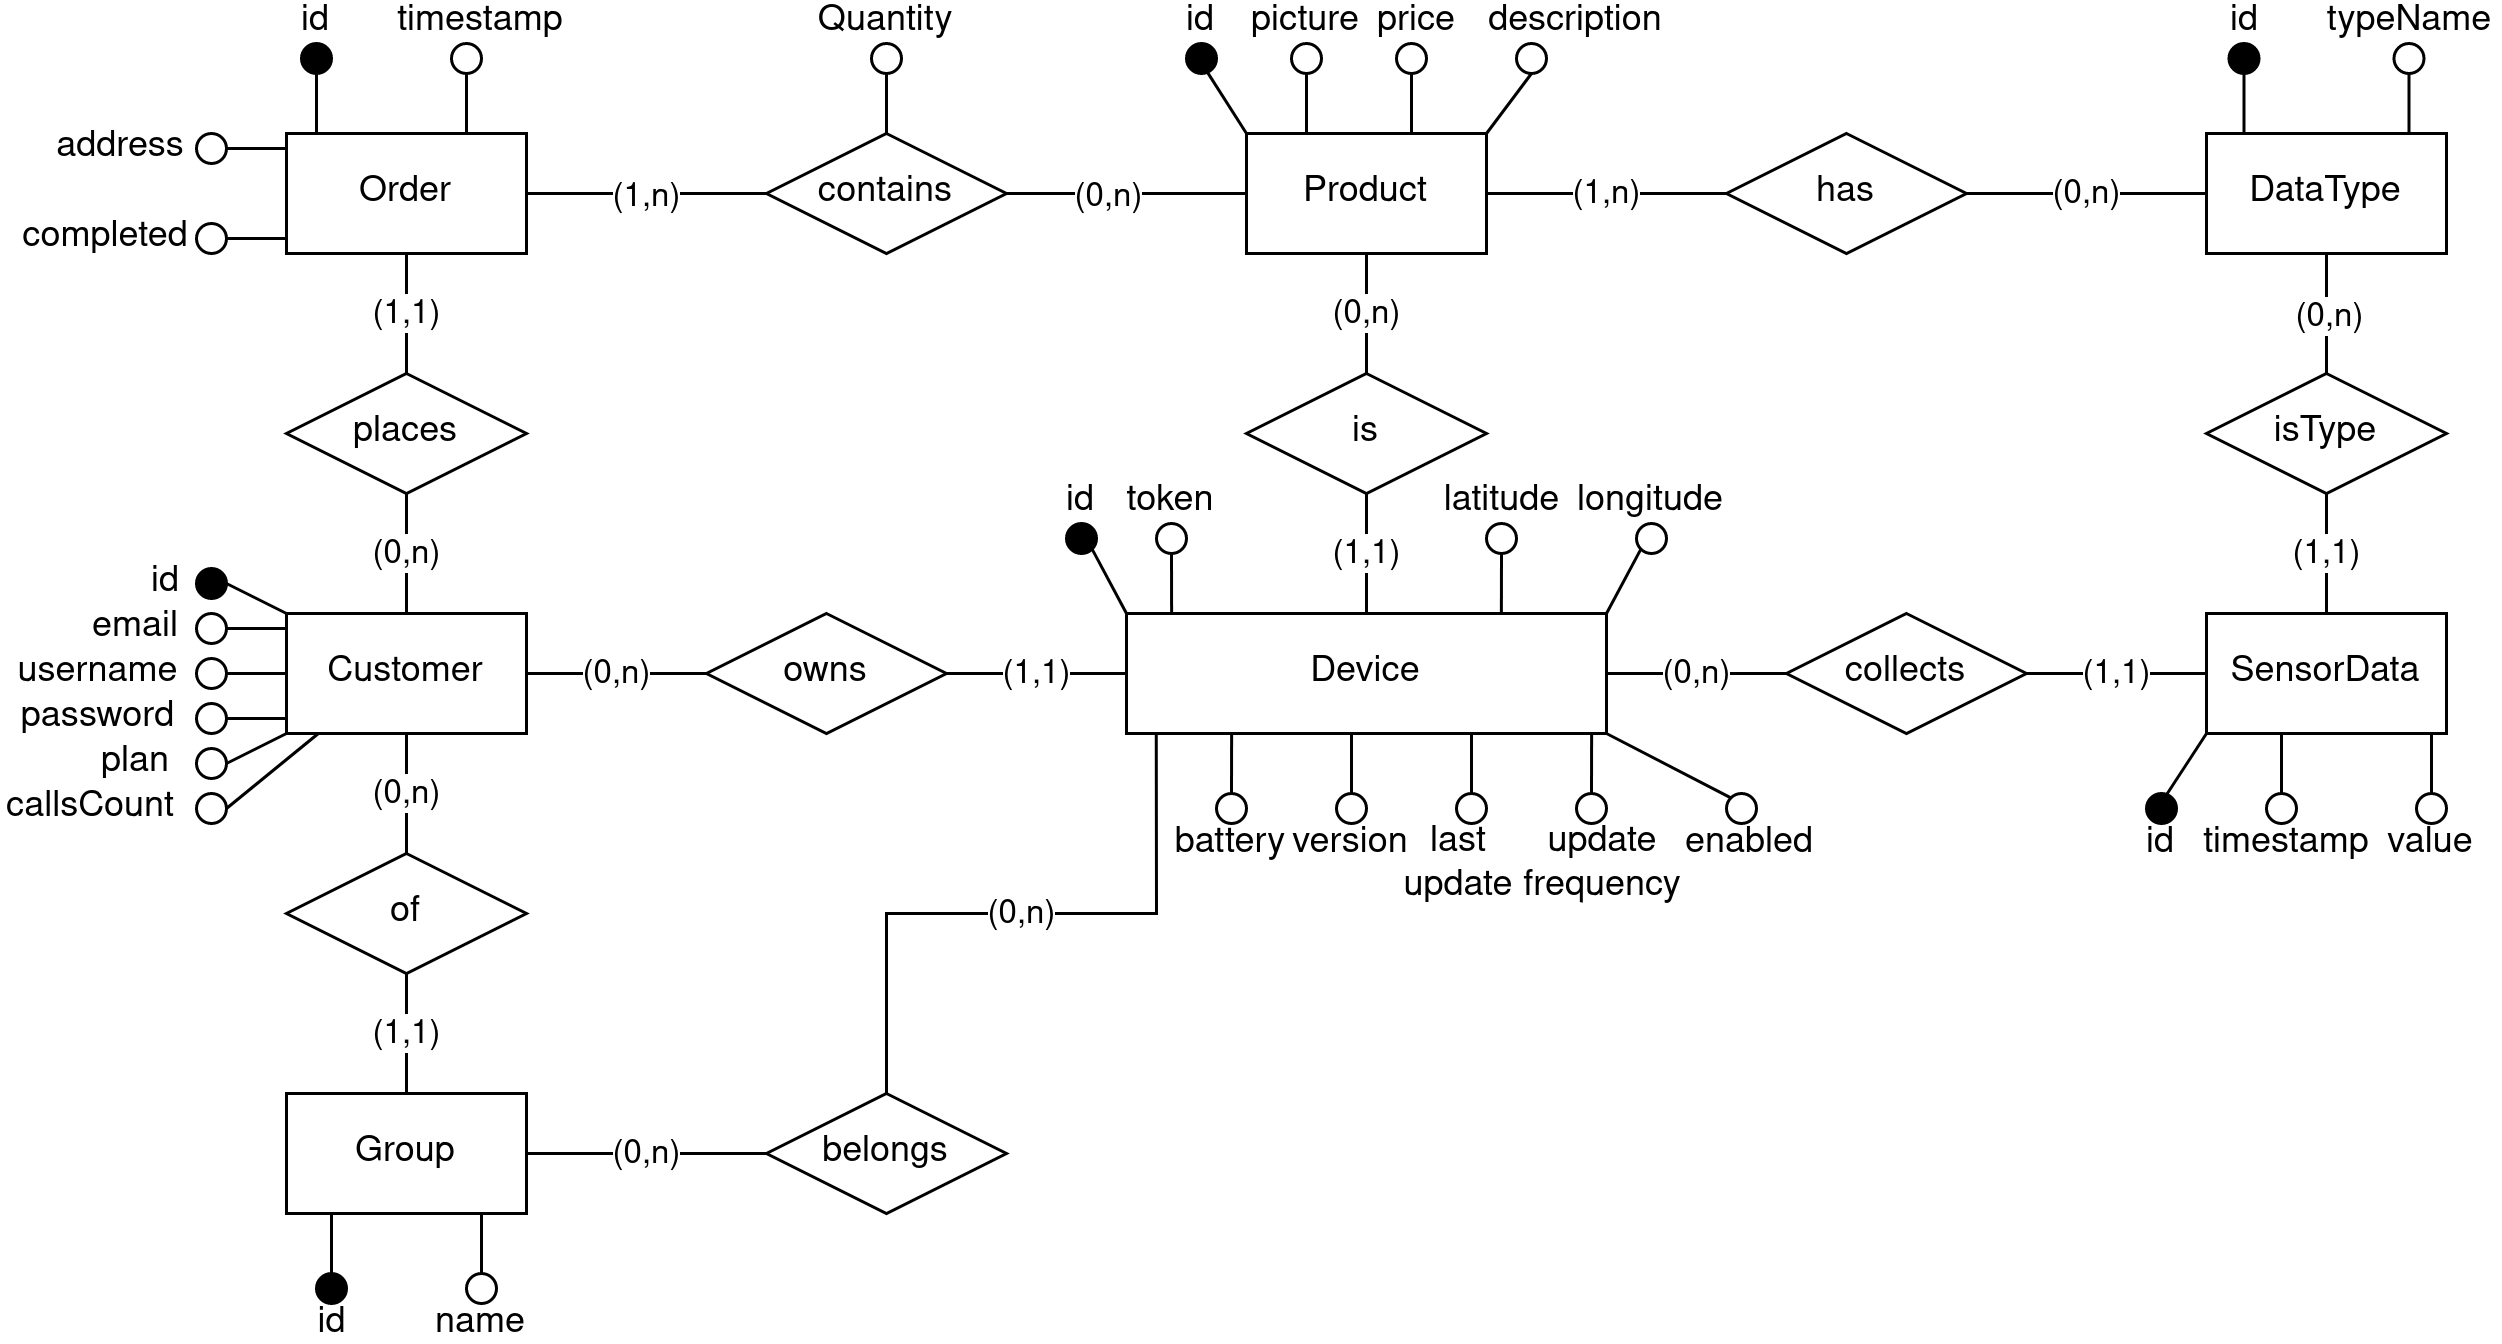 id
timestamp
Quantity
id
picture
price
description
id
typeName
address
completed
Order
(1,n)
contains
(0,n)
Product
(1,n)
has
(0,n)
DataType
(1,1)
(0,n)
(0,n)
places
is
isType
(0,n)
id
token
latitude
longitude
(1,1)
(1,1)
id
email
username
password
plan
callsCount
Customer
(0,n)
owns
(1,1)
Device
(0,n)
collects
(1,1)
SensorData
(0,n)
battery
version
last
update
update
frequency
enabled
id
timestamp
value
of
(0,n)
(1,1)
Group
(0,n)
belongs
id
name